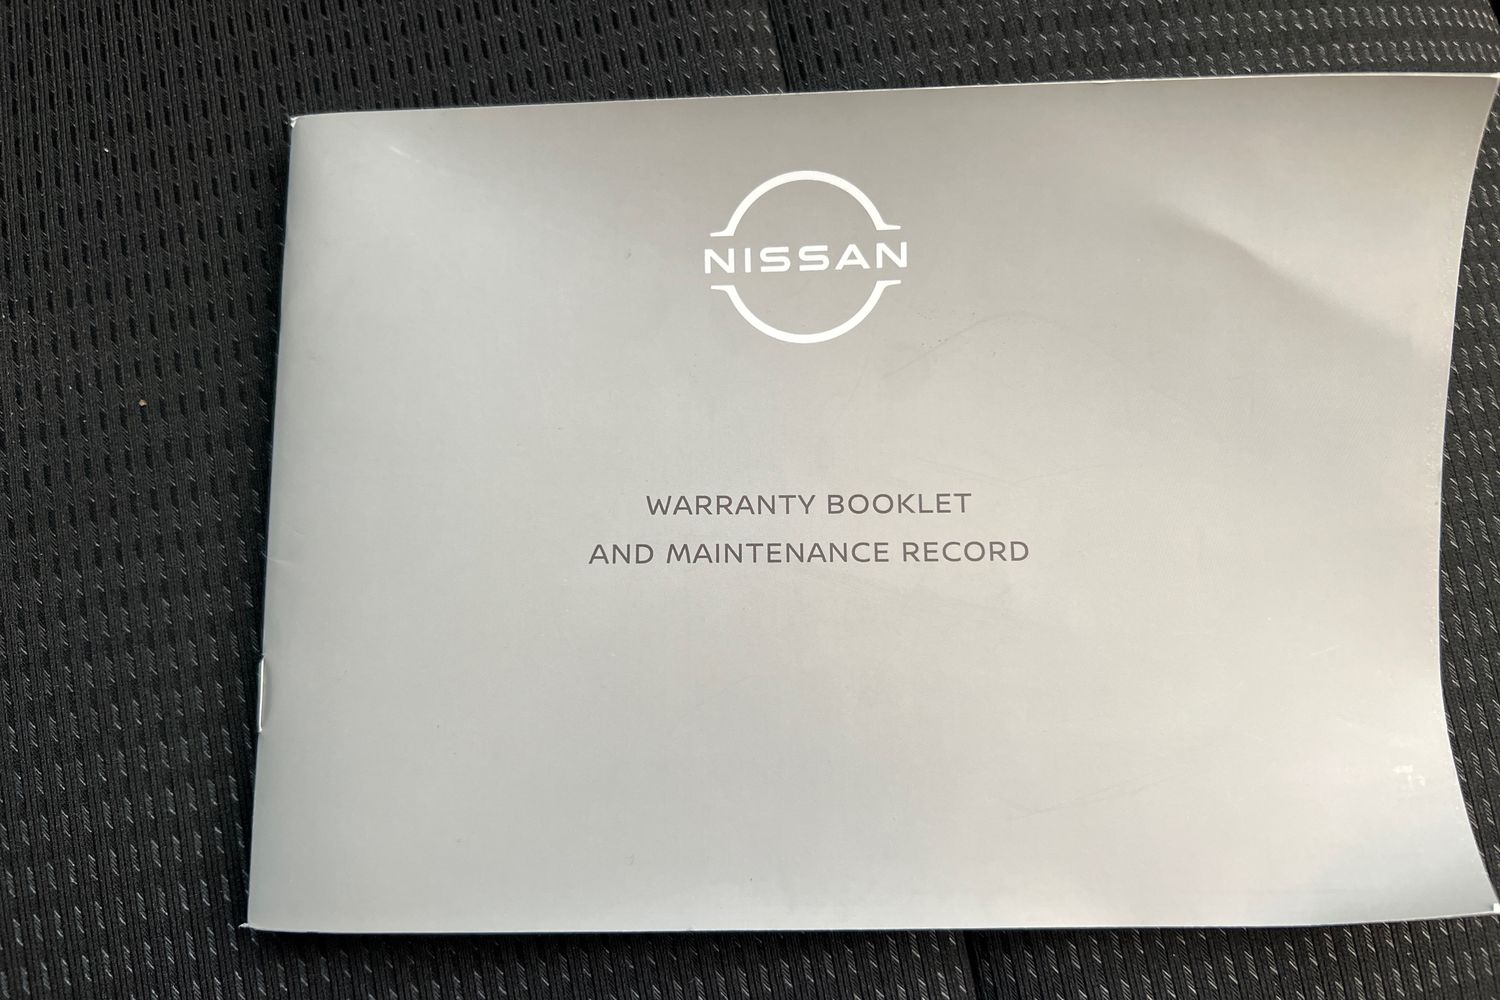 NISSAN
WARRANTY BOOKLET
AND MAINTENANCE RECORD